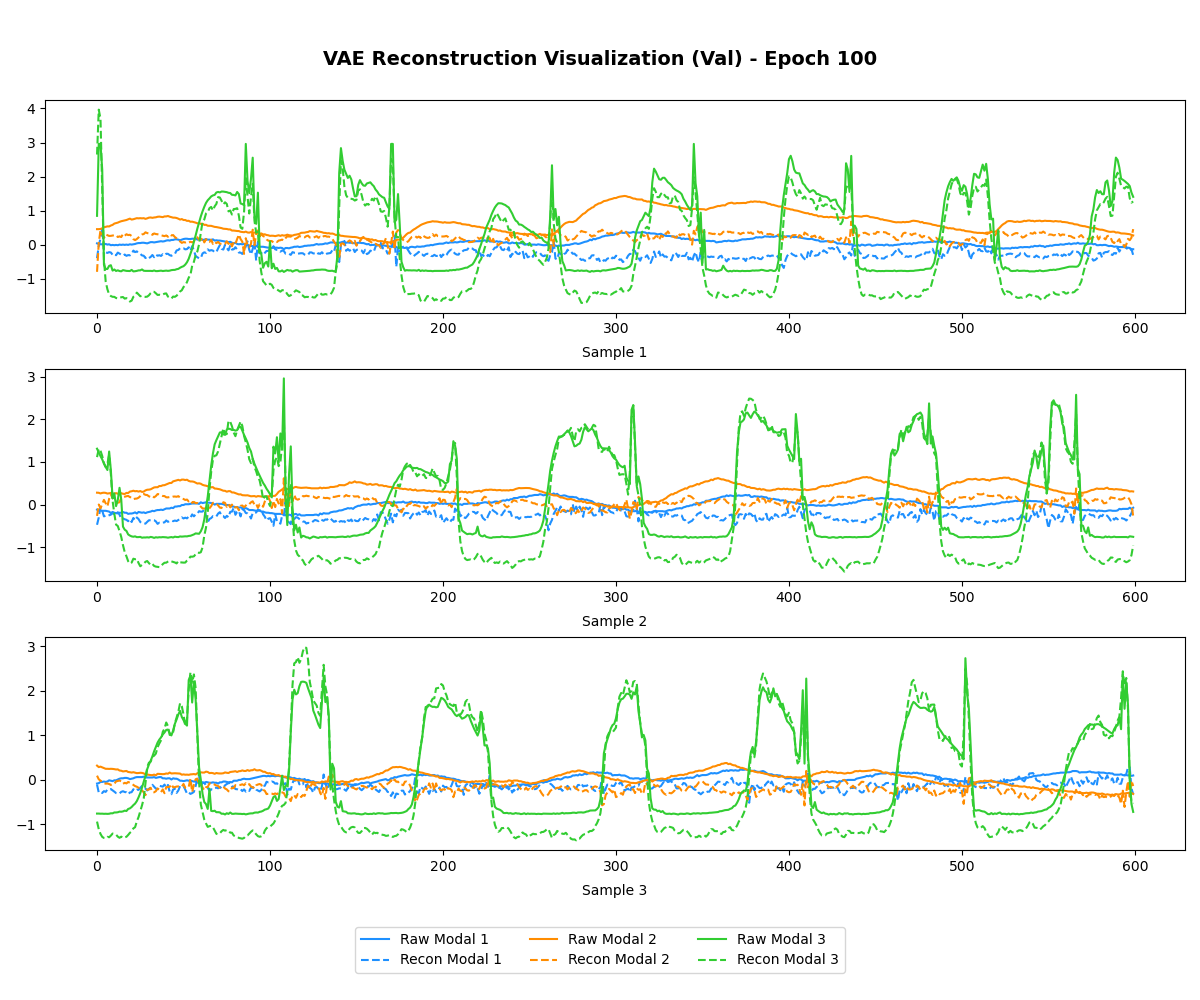 VAE Reconstruction Visualization (Val) - Epoch 100
4
3
2
1
0
−1
0 100 200 300 400 500 600
Sample 1
3
2
1
0
−1
0 100 200 300 400 500 600
Sample 2
3
2
1
0
−1
0 100 200 300 400 500 600
Sample 3
Raw Modal 1 Raw Modal 2 Raw Modal 3
Recon Modal 1 Recon Modal 2 Recon Modal 3